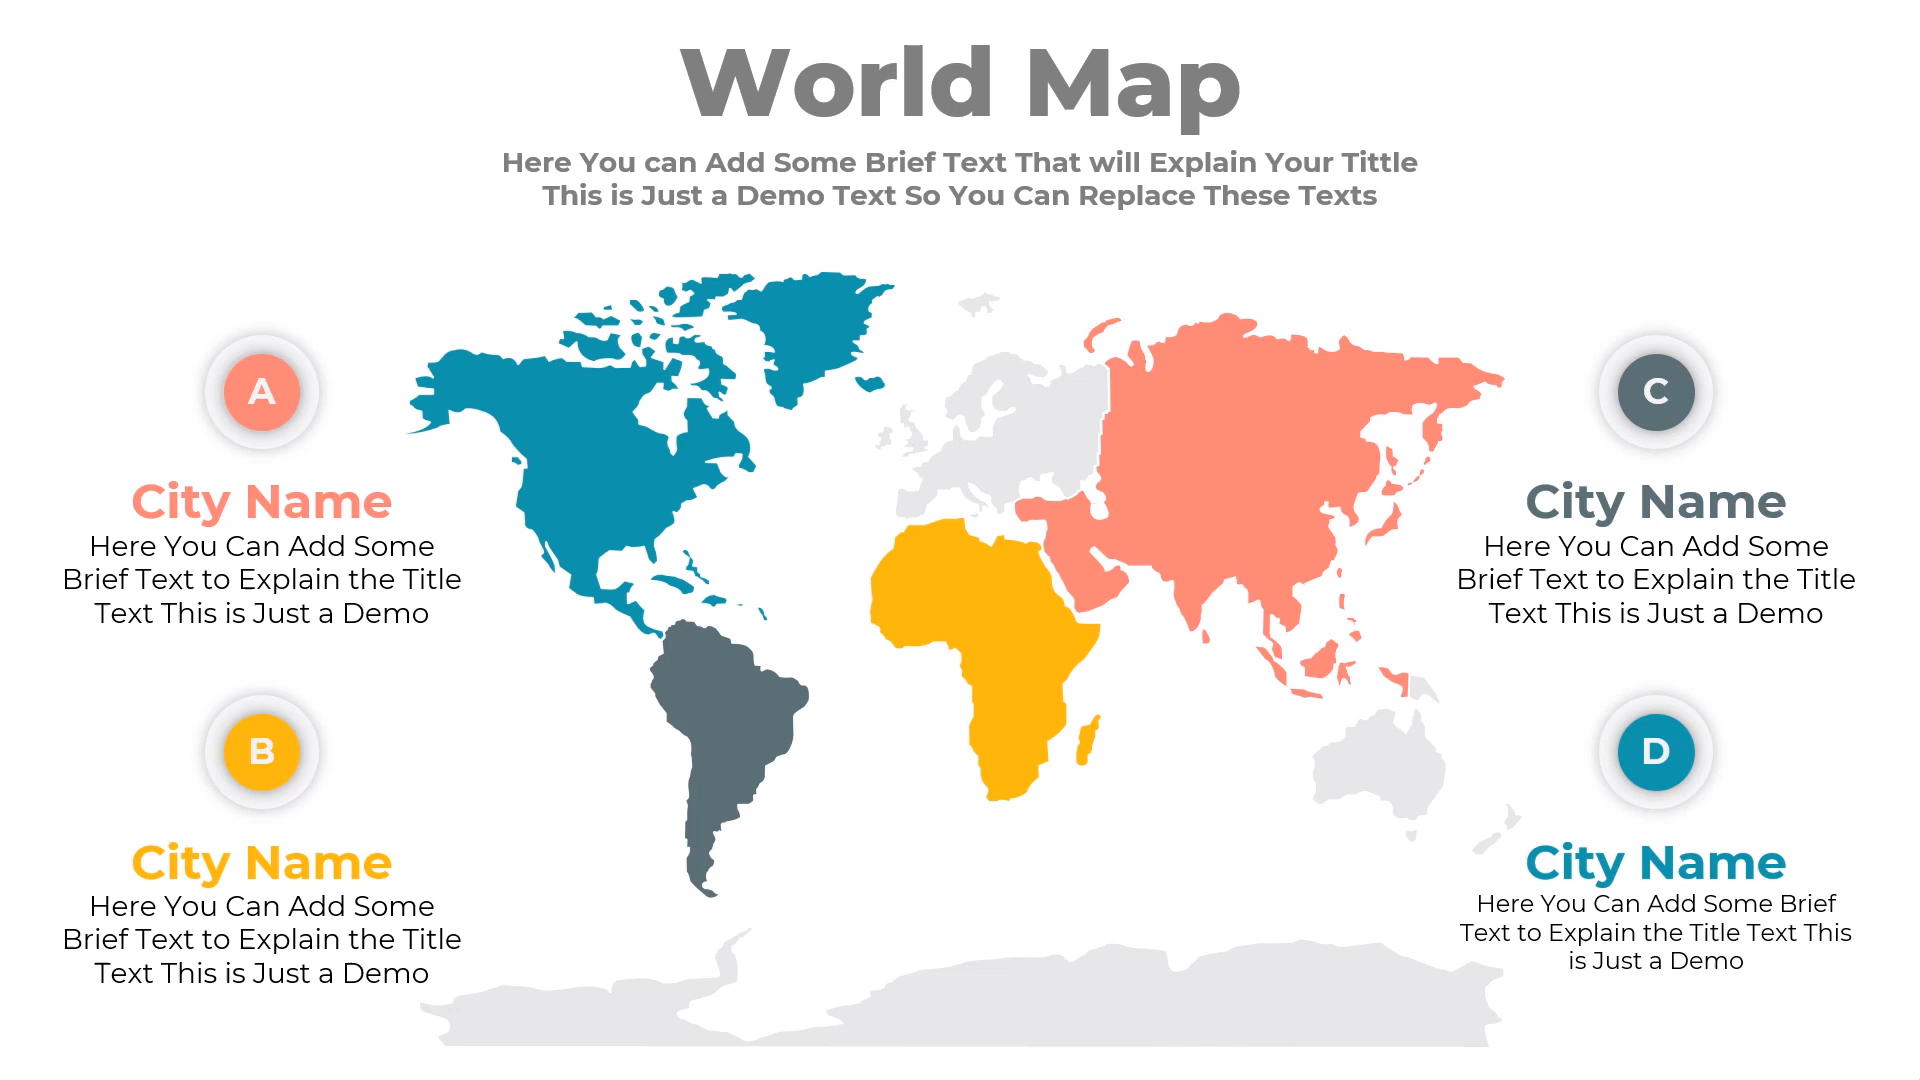 World Map
Here You can Add Some Brief Text That will Explain Your Tittle
This is Just a Demo Text So You Can Replace These Texts
A
City Name
Here You Can Add Some
Brief Text to Explain the Title
Text This is Just a Demo
B
City Name
Here You Can Add Some
Brief Text to Explain the Title
Text This is Just a Demo
C
City Name
Here You Can Add Some
Brief Text to Explain the Title
Text This is Just a Demo
D
City Name
Here You Can Add Some Brief
Text to Explain the Title Text This
is Just a Demo